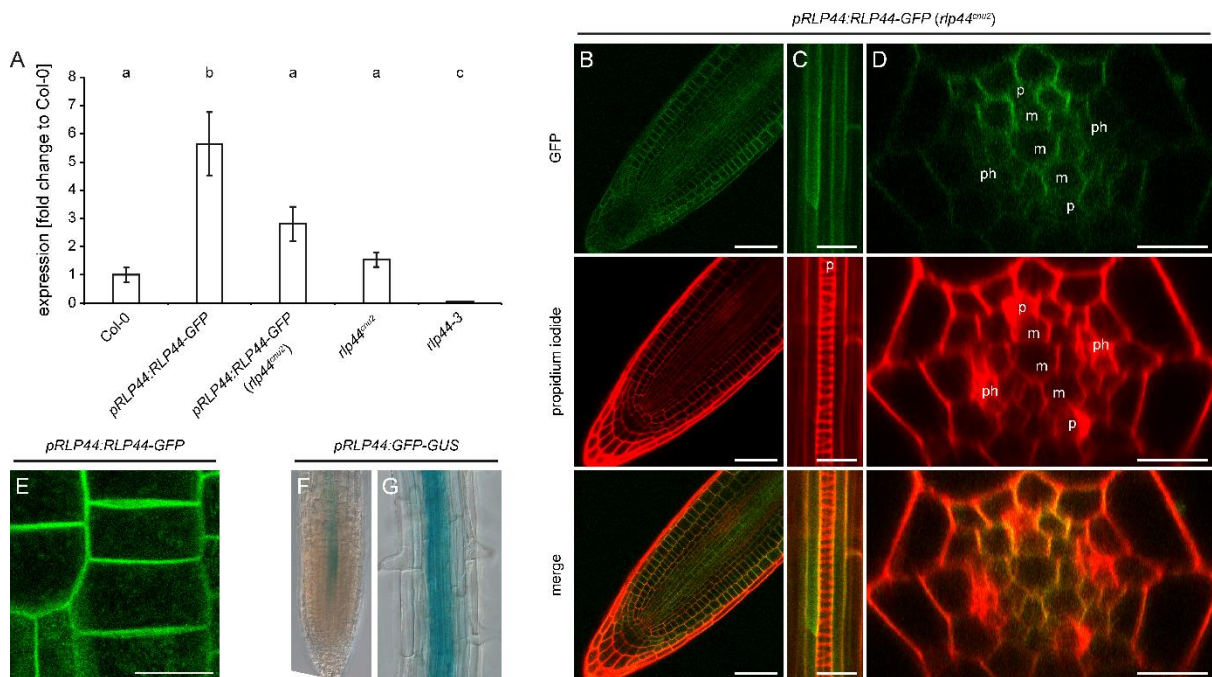 A
expression [fold change to Col-0]
8
7
6
5
4
3
2
1
0
a
b
a
a
c
Col-0
pRLP44:RLP44-GFP
pRLP44:RLP44-GFP
(rlp44cnu2)
rlp44cnu2
rlp44-3
pRLP44:RLP44-GFP (rlp44cnu2)
B
C
D
GFP
p
m
ph
m
ph
m
p
propidium iodide
p
p
m
ph
m
ph
m
p
merge
pRLP44:RLP44-GFP
E
pRLP44:GFP-GUS
F
G